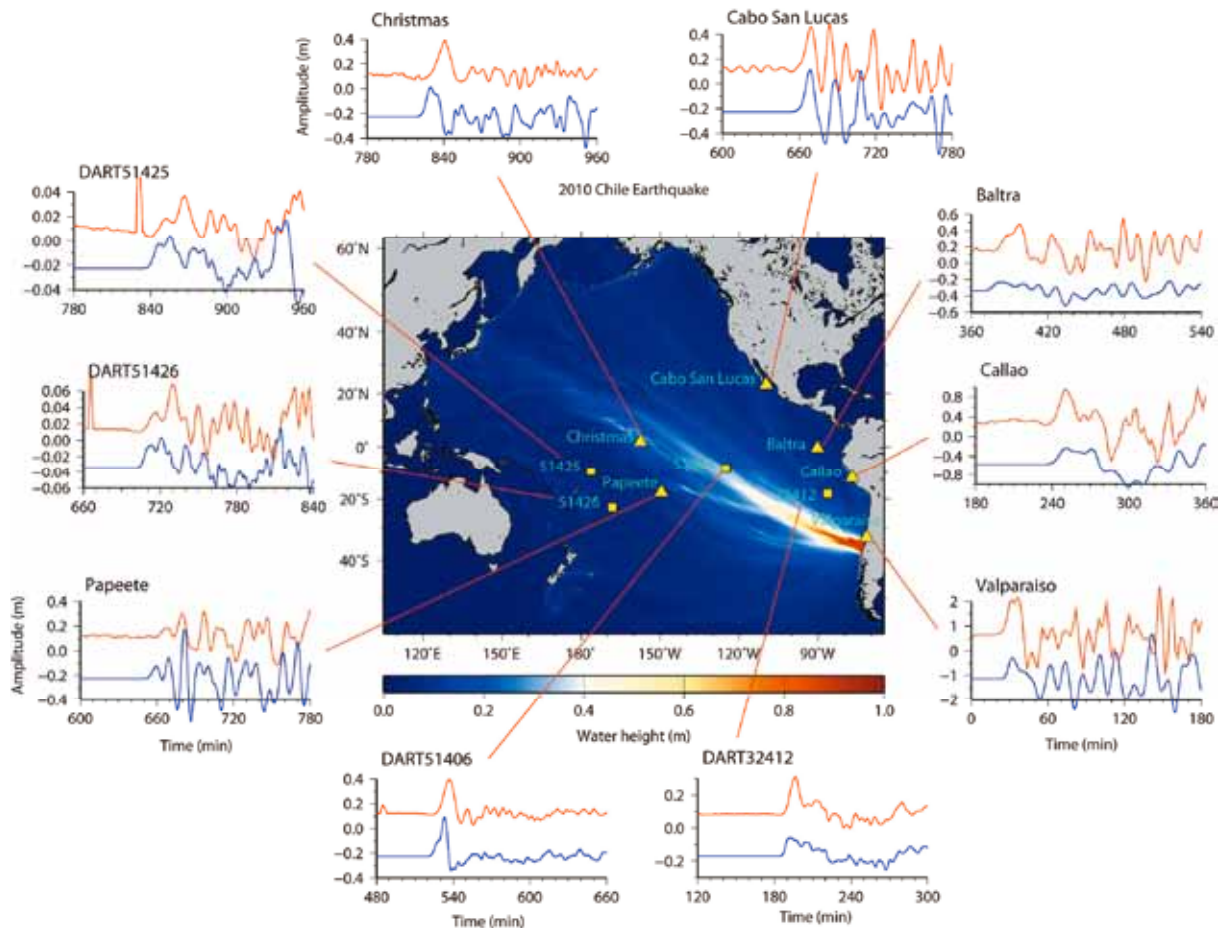 Christmas
Amplitude (m)
0.4
0.2
0.0
−0.2
−0.4
780 840 900 960
Cabo San Lucas
0.4
0.2
0.0
−0.2
−0.4
600 660 720 780
2010 Chile Earthquake
DART51425
0.04
0.02
0.00
−0.02
−0.04
780 840 900 960
Baltra
0.6
0.4
0.2
0.0
−0.2
−0.4
−0.6
360 420 480 540
DART51426
0.06
0.04
0.02
0.00
−0.02
−0.04
−0.06
660 720 780 840
Callao
0.8
0.4
0.0
−0.4
−0.8
180 240 300 360
Papeete
Amplitude (m)
0.4
0.2
0.0
−0.2
−0.4
600 660 720 780
Time (min)
Valparaiso
2
1
0
−1
−2
0 60 120 180
Time (min)
60˚N
40˚N
20˚N
0˚
20˚S
40˚S
Cabo San Lucas
Christmas
Baltra
51425
Callao
Papeete
51426
120˚E 150˚E 180˚ 150˚W 120˚W 90˚W
0.0 0.2 0.4 0.6 0.8 1.0
Water height (m)
DART51406
0.4
0.2
0.0
−0.2
−0.4
480 540 600 660
Time (min)
DART32412
0.2
0.0
−0.2
120 180 240 300
Time (min)